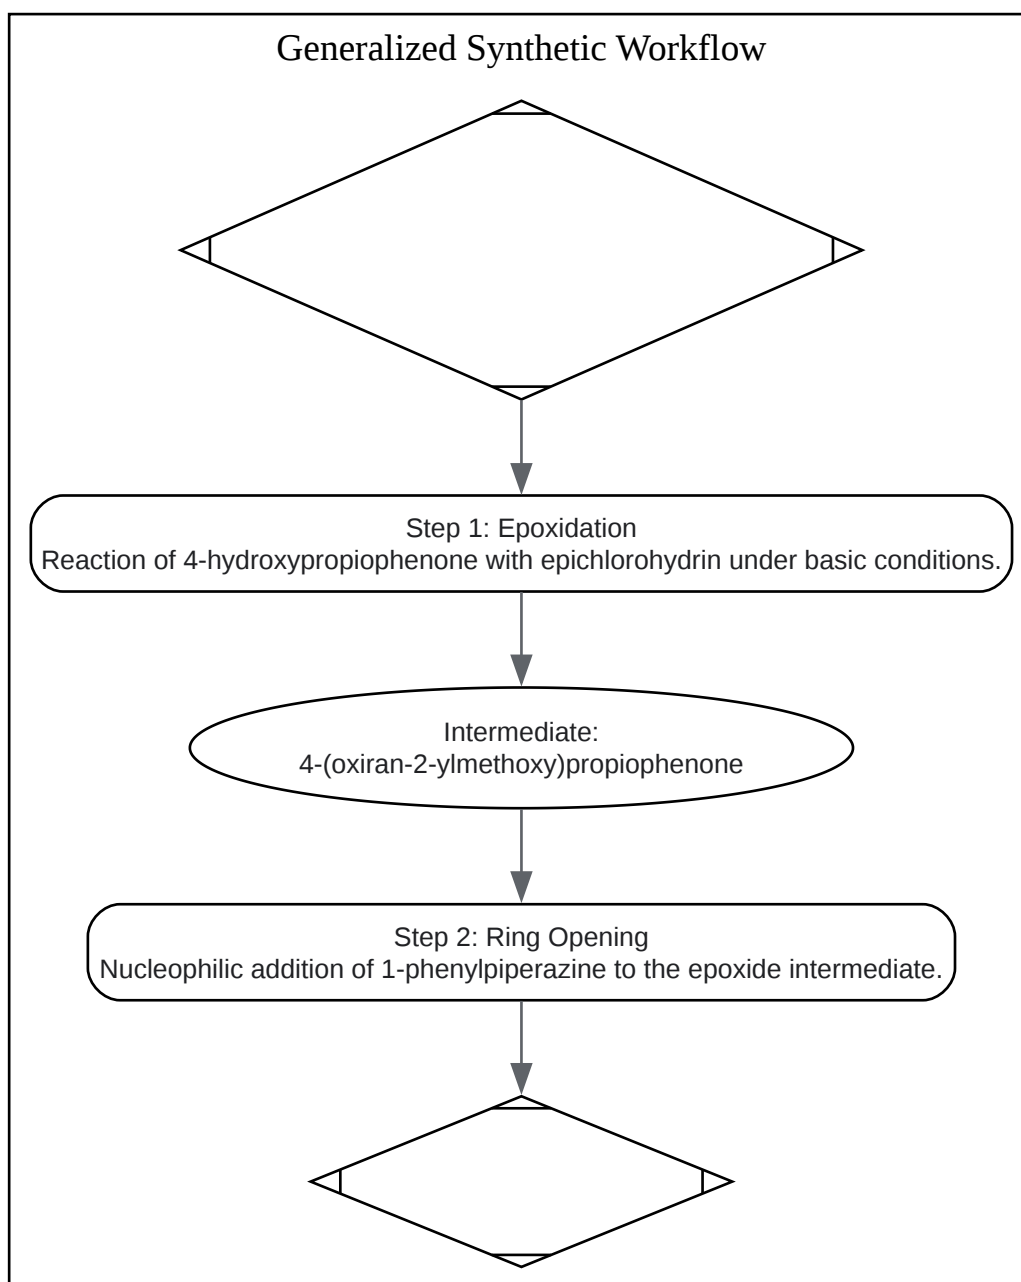 Generalized Synthetic Workflow
Step 1: Epoxidation
Reaction of 4-hydroxypropiophenone with epichlorohydrin under basic conditions.
Intermediate:
4-(oxiran-2-ylmethoxy)propiophenone
Step 2: Ring Opening
Nucleophilic addition of 1-phenylpiperazine to the epoxide intermediate.